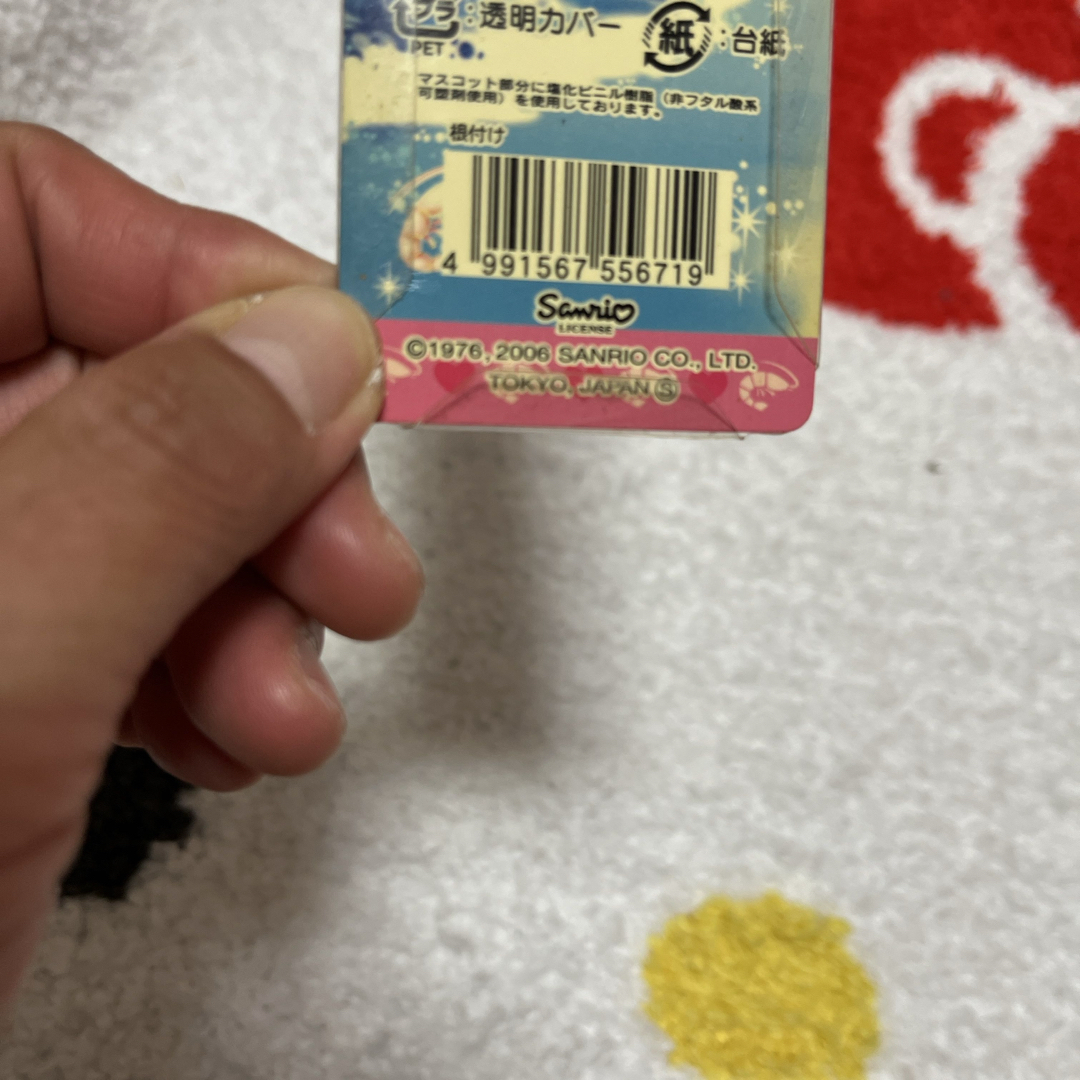 プラ:透明カバー
PET
紙:台紙
マスコット部分に塩化ビニル樹脂(非フタル酸系
可塑剤使用)を使用しております。
根付け
4 991567 556719
Sanrio
LICENSE
©1976, 2006 SANRIO CO., LTD.
TOKYO, JAPAN Ⓢ